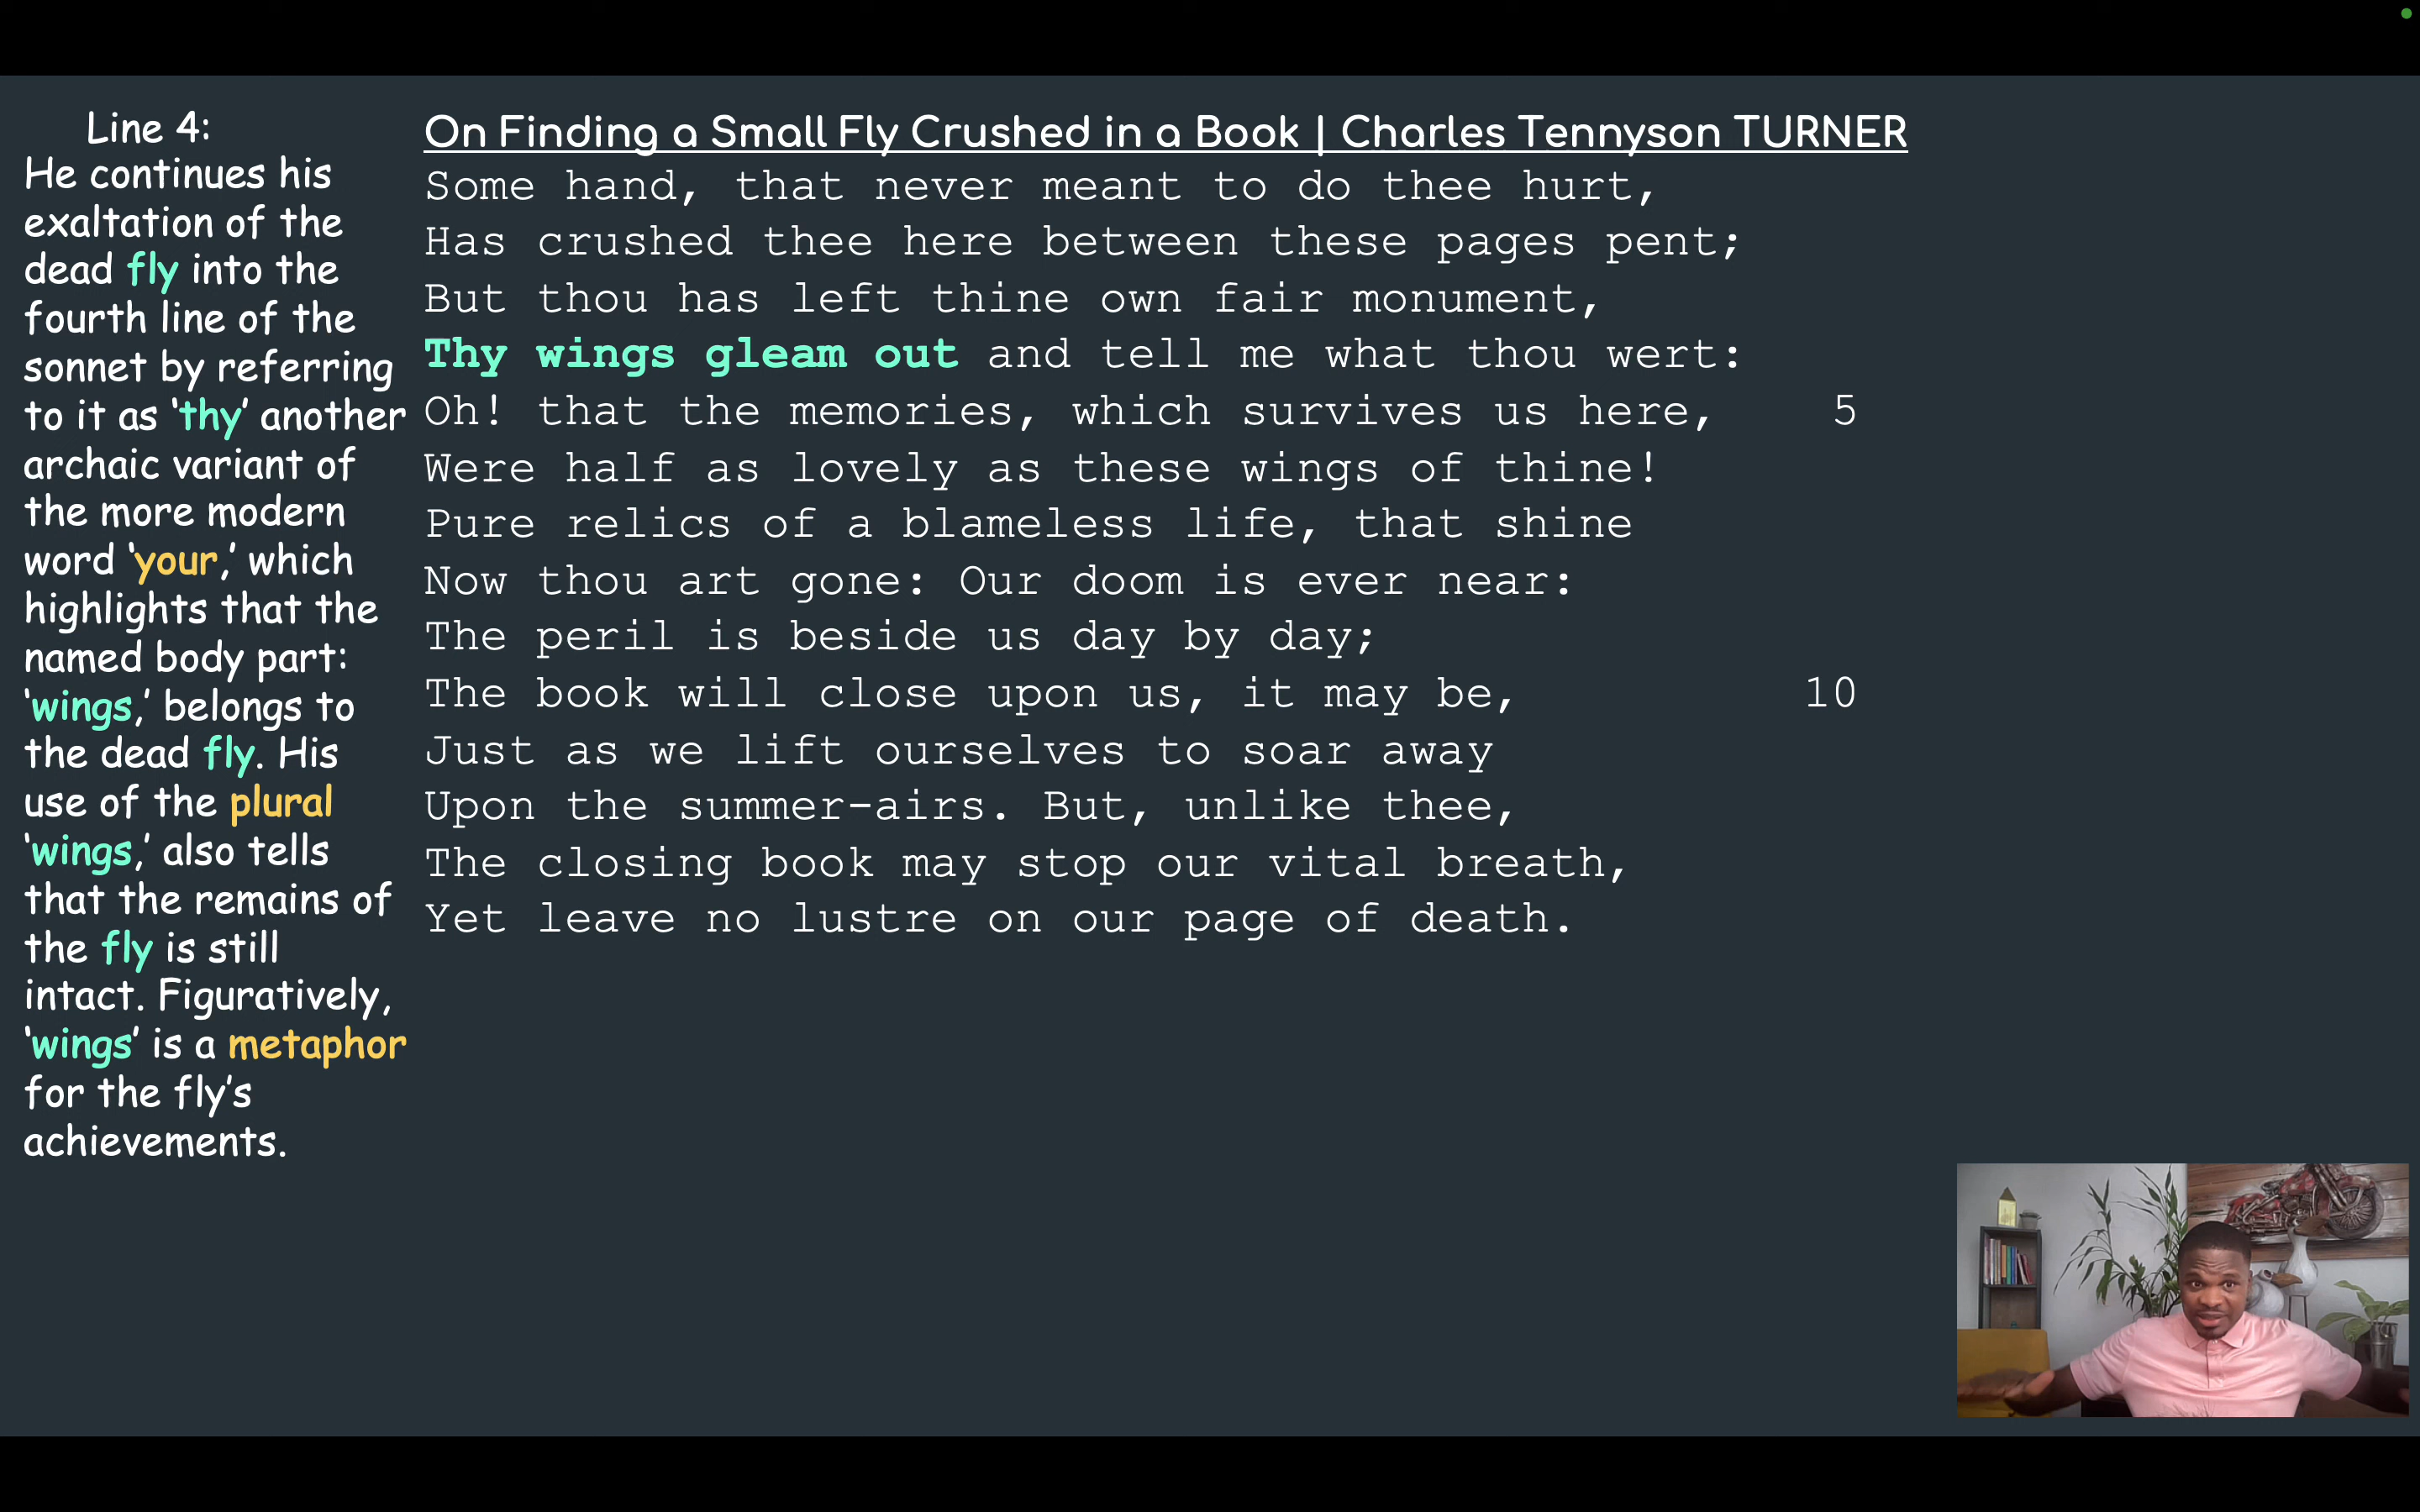 Line 4:
He continues his
exaltation of the
dead fly into the
fourth line of the
sonnet by referring
to it as ‘thy’ another
archaic variant of
the more modern
word ‘your,’ which
highlights that the
named body part:
‘wings,’ belongs to
the dead fly. His
use of the plural
‘wings,’ also tells
that the remains of
the fly is still
intact. Figuratively,
‘wings’ is a metaphor
for the fly’s
achievements.
On Finding a Small Fly Crushed in a Book | Charles Tennyson TURNER
Some hand, that never meant to do thee hurt,
Has crushed thee here between these pages pent;
But thou has left thine own fair monument,
Thy wings gleam out and tell me what thou wert:
Oh! that the memories, which survives us here, 5
Were half as lovely as these wings of thine!
Pure relics of a blameless life, that shine
Now thou art gone: Our doom is ever near:
The peril is beside us day by day;
The book will close upon us, it may be, 10
Just as we lift ourselves to soar away
Upon the summer-airs. But, unlike thee,
The closing book may stop our vital breath,
Yet leave no lustre on our page of death.